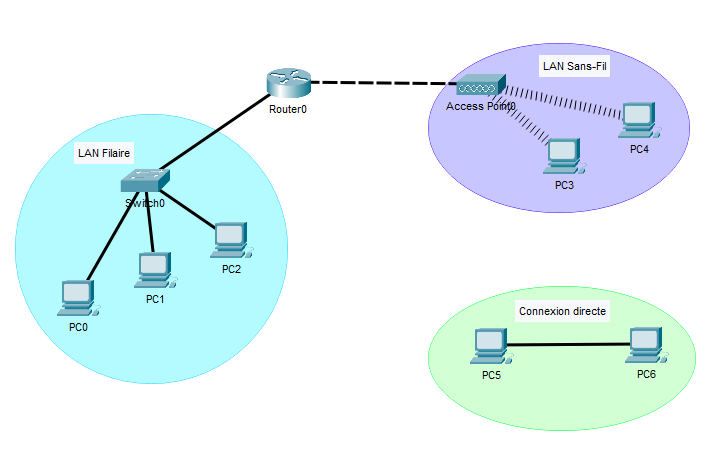 LAN Sans-Fil
Router0
Access Point0
PC4
PC3
LAN Filaire
Switch0
PC2
PC1
PC0
Connexion directe
PC5
PC6